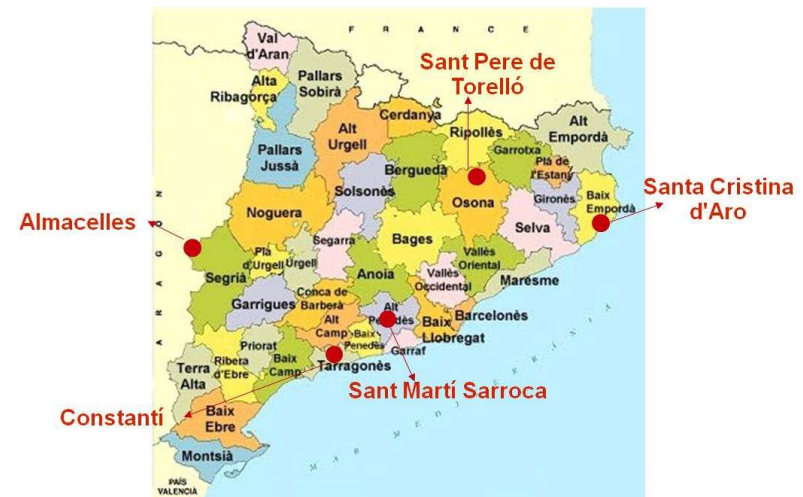 F R A N C E
Val
d'Aran
Alta
Ribagorça
Pallars
Sobirà
Sant Pere de
Torelló
Cerdanya
Alt
Urgell
Ripollès
Alt
Empordà
Garrotxa
Pallars
Jussà
Berguedà
Pla de
l'Estany
Solsonès
Osona
Gironès
Baix
Empordà
Santa Cristina
d'Aro
Noguera
Almacelles
Selva
Segarra
Bages
Pla
d'Urgell
Urgell
Vallès
Oriental
Segrià
Anoia
Vallès
Occidental
Maresme
ARAGON
Garrigues
Conca de
Barberà
Alt
Penedès
Alt
Camp
Baix
Penedès
Baix
Llobregat
Barcelonès
Garraf
Priorat
Ribera
d'Ebre
Baix
Camp
Tarragonès
Terra
Alta
Sant Martí Sarroca
Constantí
Baix
Ebre
Montsià
MAR MEDITERRÀNIA
PAÍS
VALENCIÀ